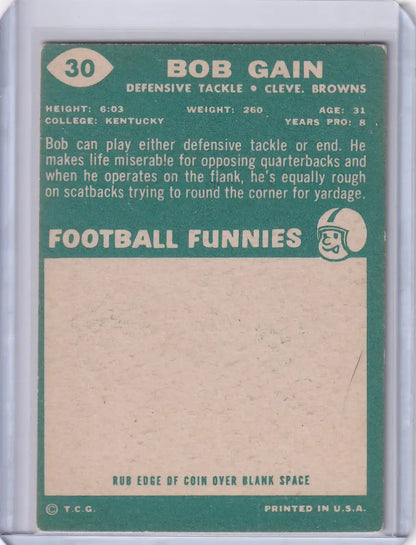 30
BOB GAIN
DEFENSIVE TACKLE • CLEVE. BROWNS
HEIGHT: 6:03 WEIGHT: 260 AGE: 31
COLLEGE: KENTUCKY YEARS PRO: 8
Bob can play either defensive tackle or end. He
makes life miserable for opposing quarterbacks and
when he operates on the flank, he's equally rough
on scatbacks trying to round the corner for yardage.
FOOTBALL FUNNIES
RUB EDGE OF COIN OVER BLANK SPACE
© T.C.G. PRINTED IN U.S.A.